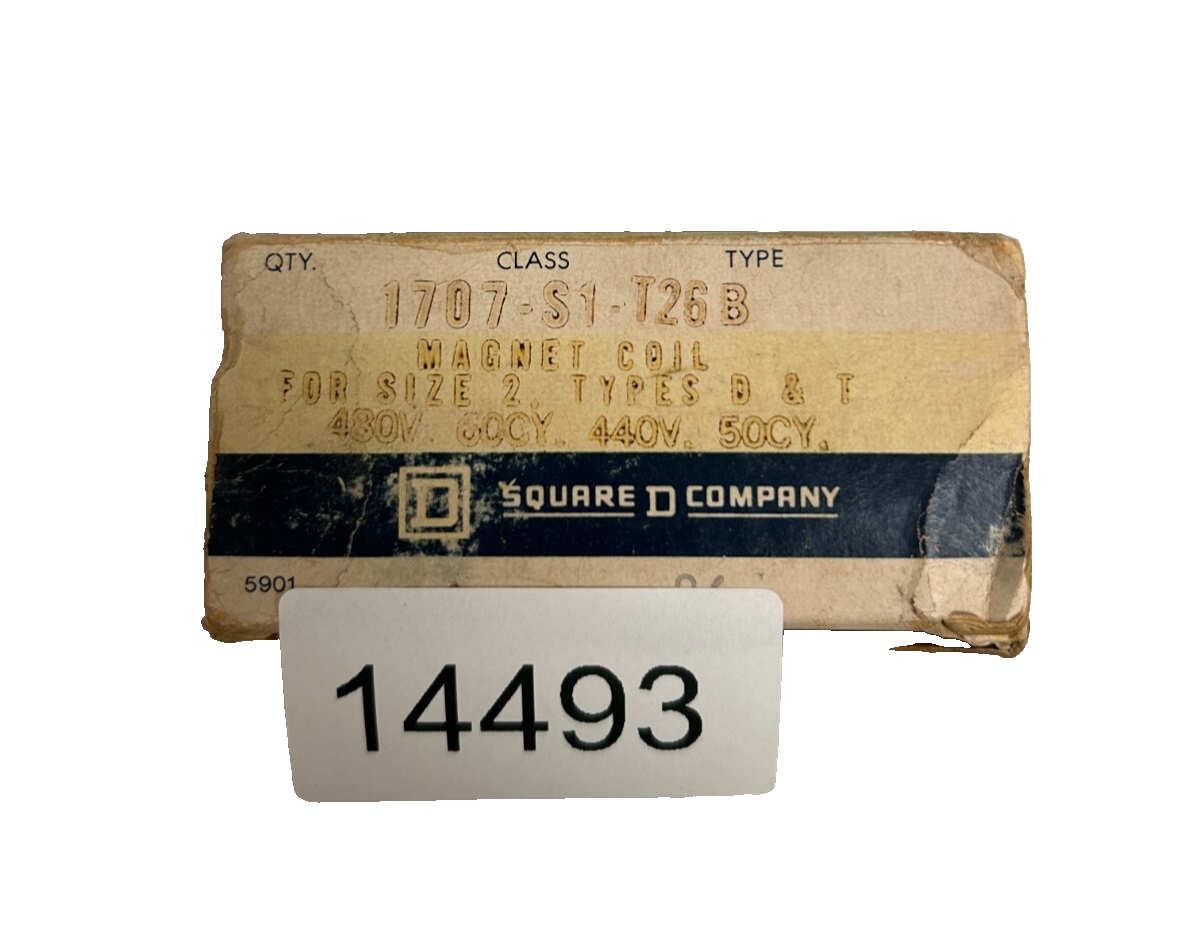 QTY. CLASS TYPE
1707-S1-T26B
MAGNET COIL
FOR SIZE 2, TYPES D & T
480V. 60CY. 440V. 50CY.
D SQUARE D COMPANY
5901
14493